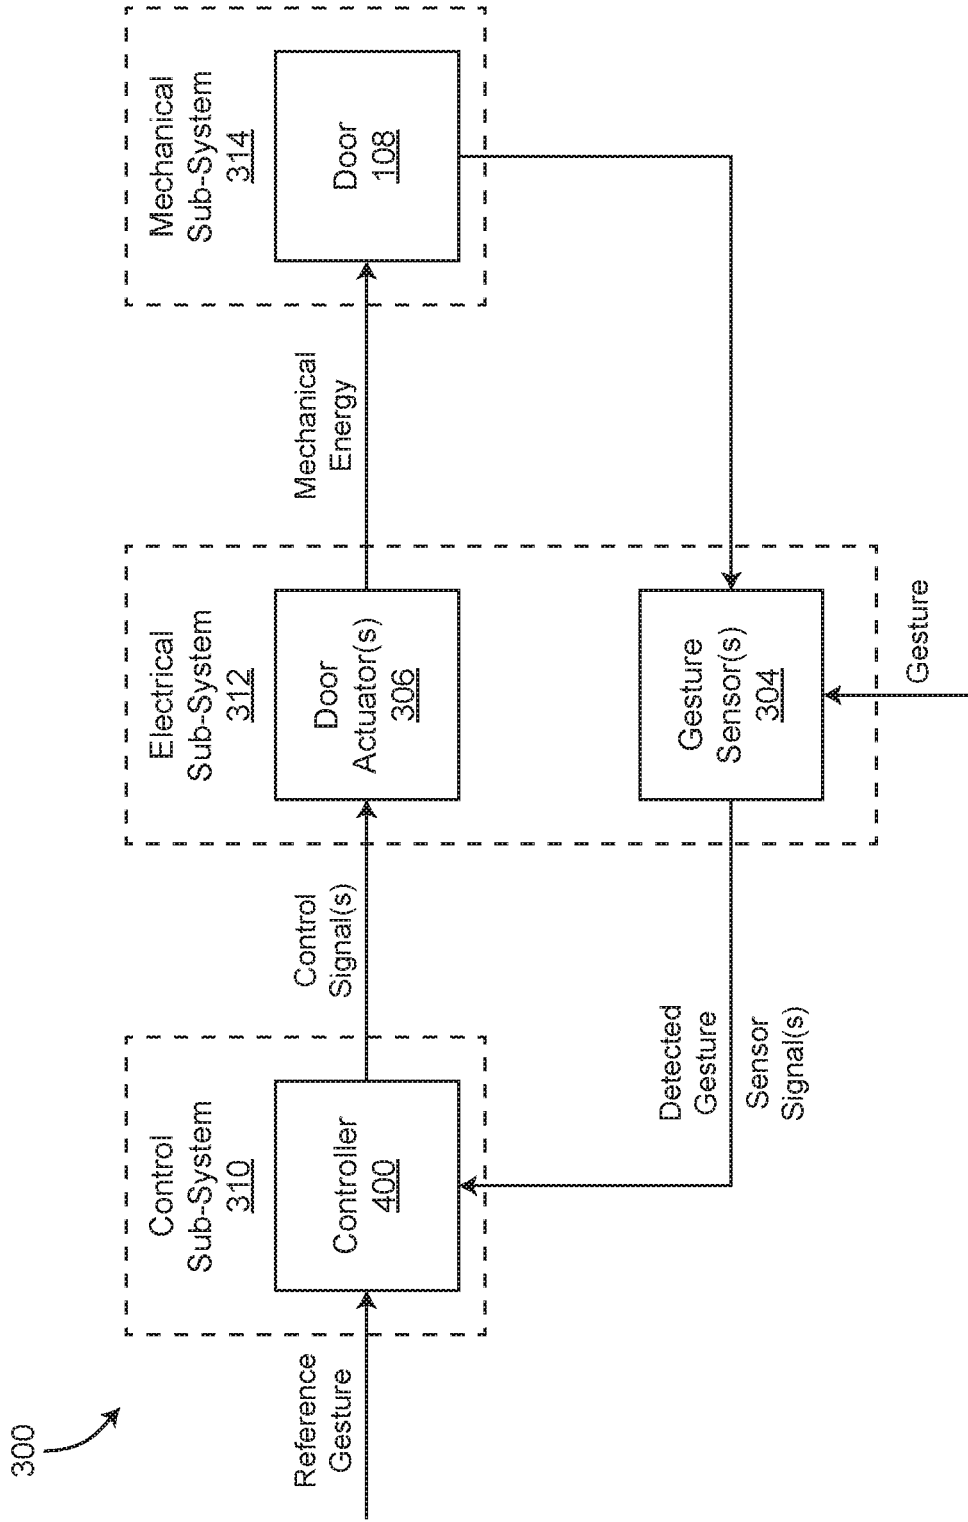 300
Reference
Gesture
Control
Sub-System
310
Controller
400
Control
Signal(s)
Electrical
Sub-System
312
Door
Actuator(s)
306
Mechanical
Energy
Mechanical
Sub-System
314
Door
108
Detected
Gesture
Sensor
Signal(s)
Gesture
Sensor(s)
304
Gesture